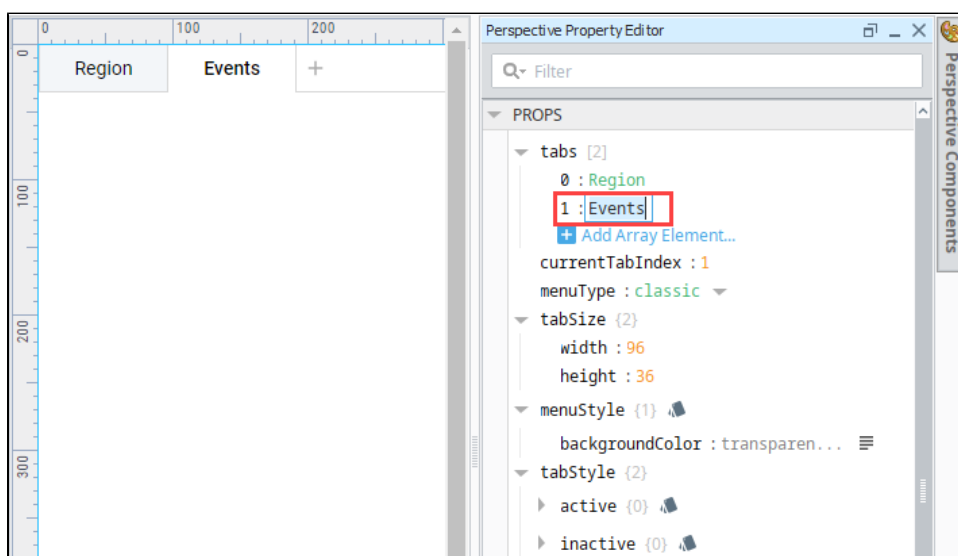 0 100 200
0
100
200
300
Region Events +
Perspective Property Editor
Filter
PROPS
tabs [2]
0 : Region
1 : Events
+ Add Array Element...
currentTabIndex : 1
menuType : classic
tabSize {2}
width : 96
height : 36
menuStyle {1}
backgroundColor : transparen...
tabStyle {2}
active {0}
inactive {0}
Perspective Components